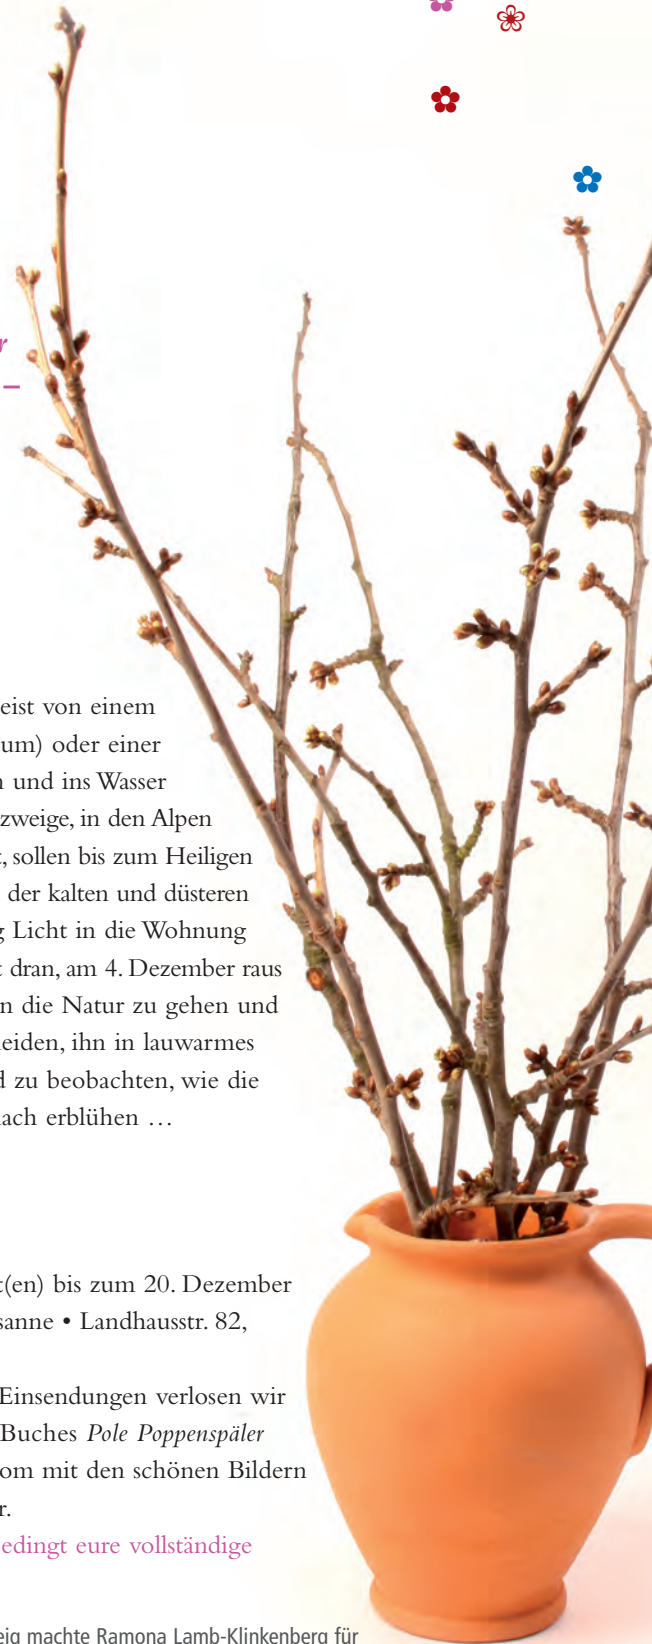 r
–
eist von einem
um) oder einer
n und ins Wasser
zweige, in den Alpen
t, sollen bis zum Heiligen
der kalten und düsteren
g Licht in die Wohnung
t dran, am 4. Dezember raus
n die Natur zu gehen und
neiden, ihn in lauwarmes
d zu beobachten, wie die
nach erblühen …
t(en) bis zum 20. Dezember
sanne • Landhausstr. 82,
Einsendungen verlosen wir
Buches Pole Poppenspäler
om mit den schönen Bildern
r.
edingt eure vollständige
eig machte Ramona Lamb-Klinkenberg für